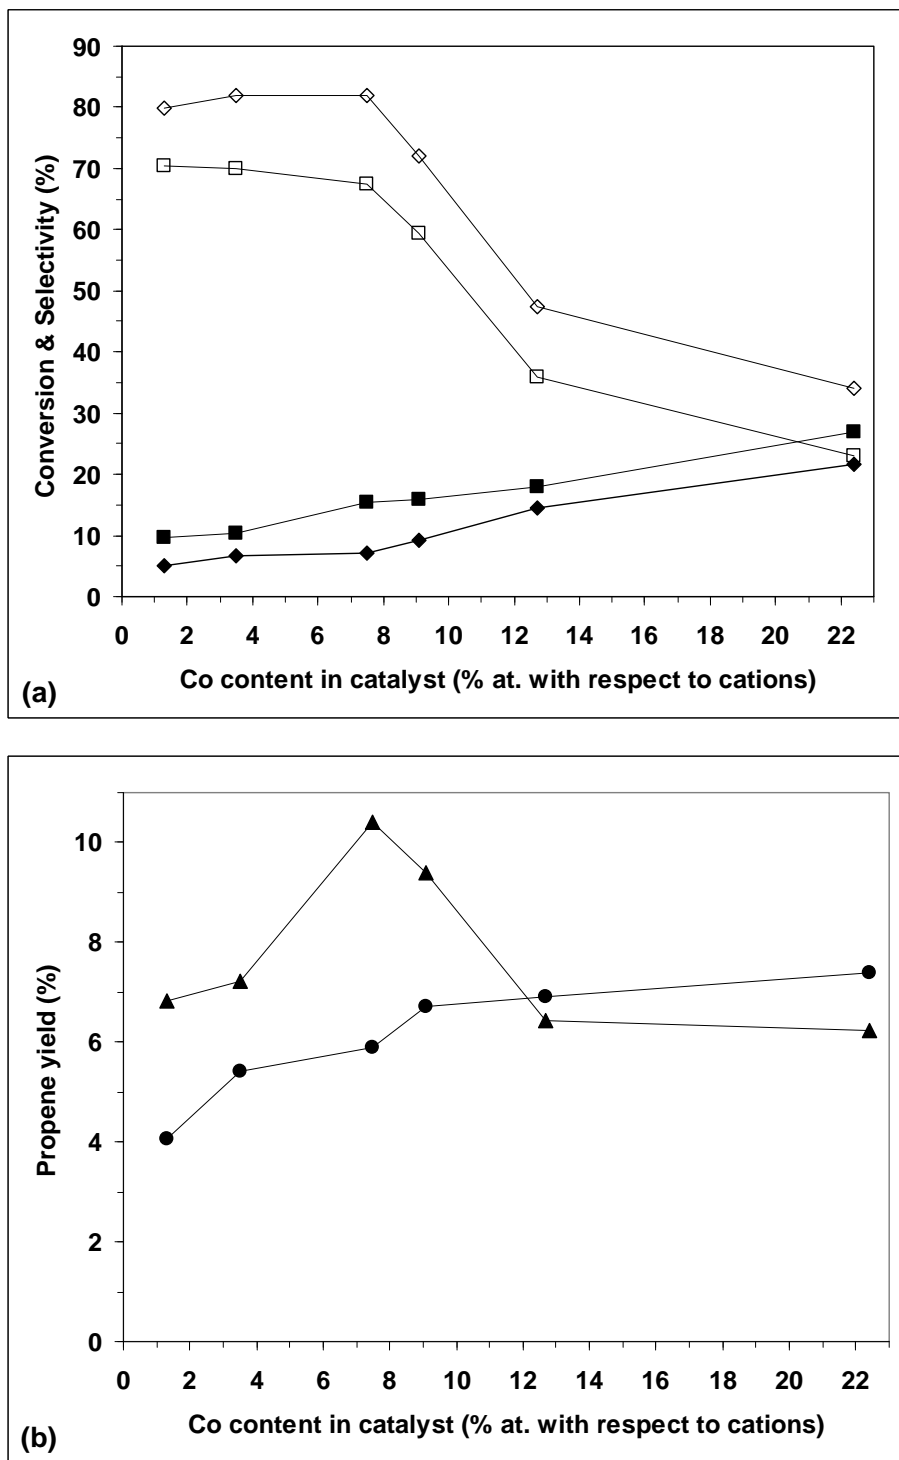 90
80
70
60
50
40
30
20
10
0
Conversion & Selectivity (%)
0 2 4 6 8 10 12 14 16 18 20 22
Co content in catalyst (% at. with respect to cations)
(a)
10
8
6
4
2
0
Propene yield (%)
0 2 4 6 8 10 12 14 16 18 20 22
Co content in catalyst (% at. with respect to cations)
(b)